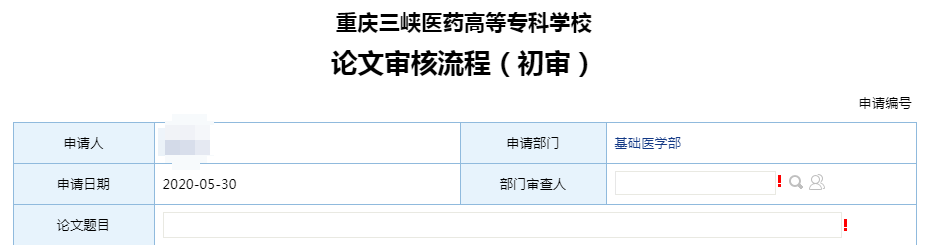 重庆三峡医药高等专科学校
论文审核流程（初审）
申请编号
申请人
申请部门 基础医学部
申请日期 2020-05-30 部门审查人 !
论文题目 !